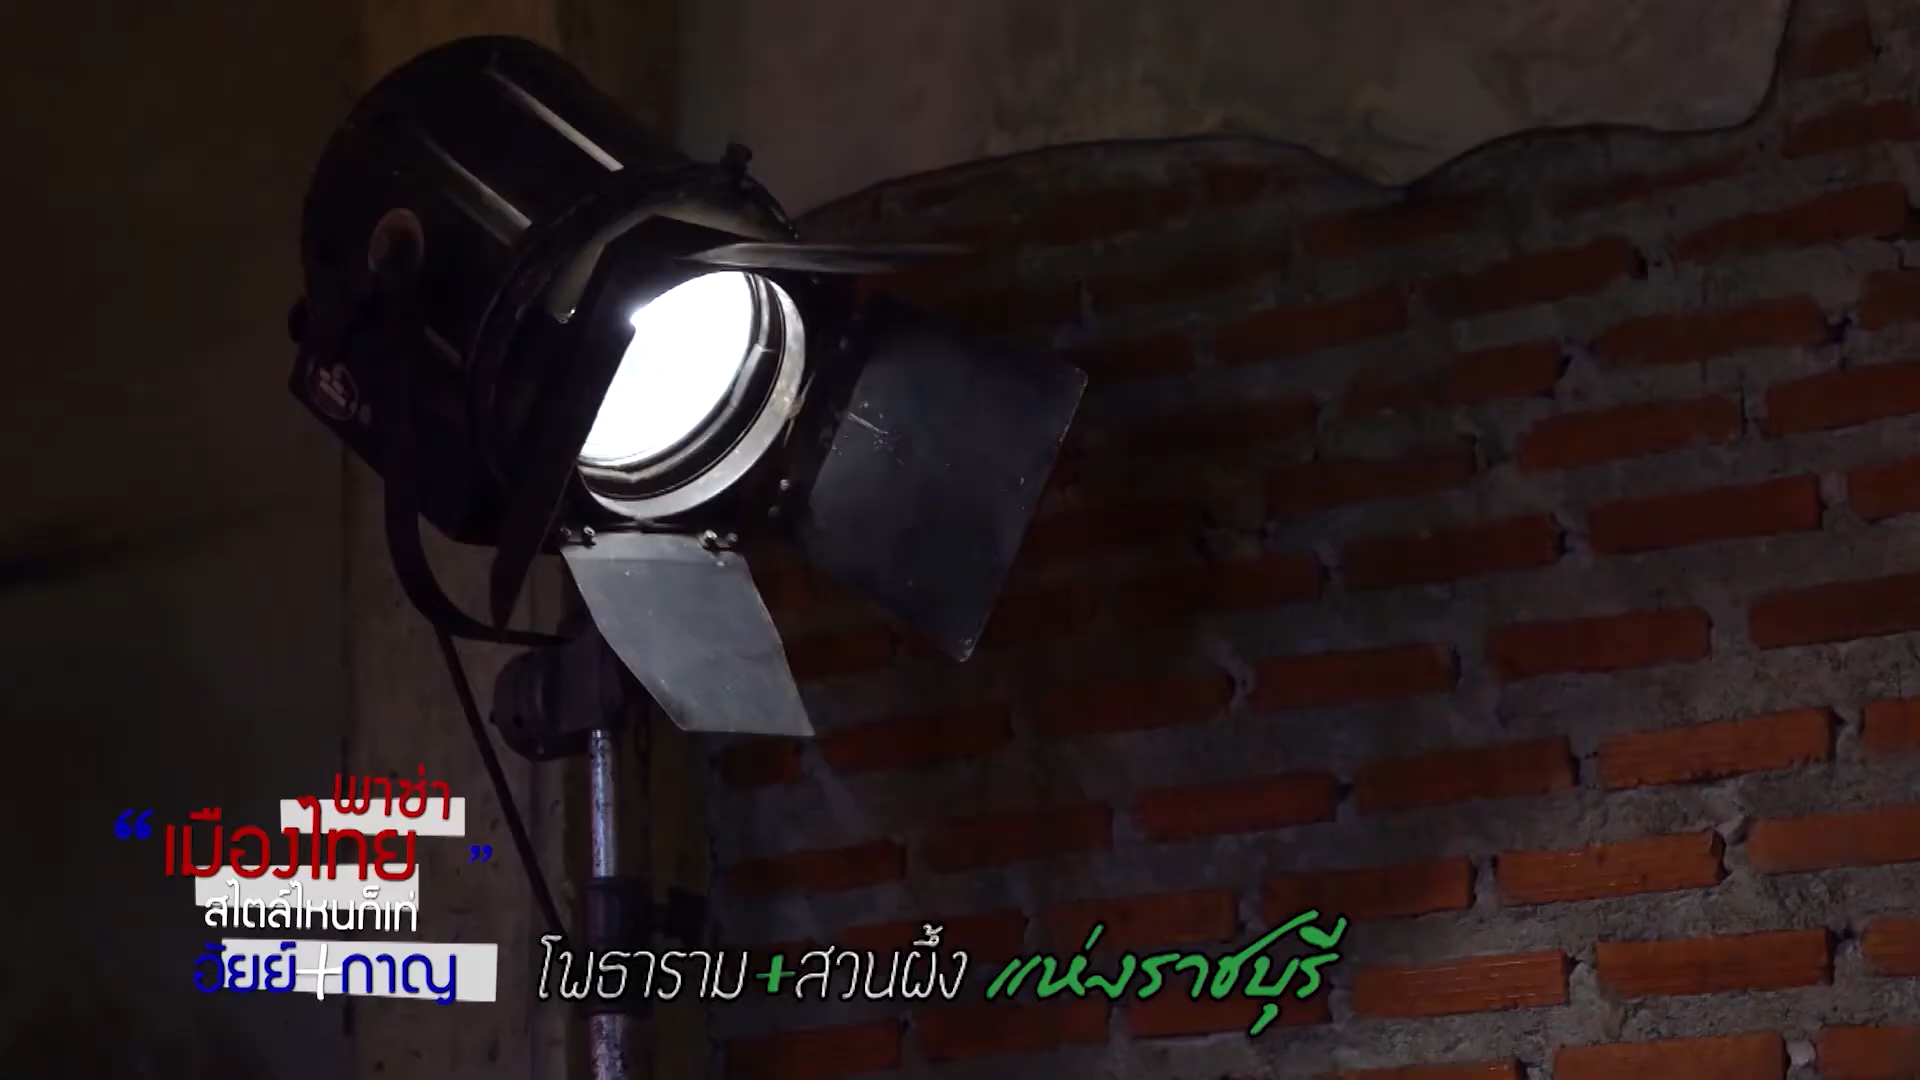 พาซ่า
“เมืองไทย”
สไตล์ไหนก็เท่
อัยย์+กาญ
โพธาราม+สวนผึ้ง แห่งราชบุรี